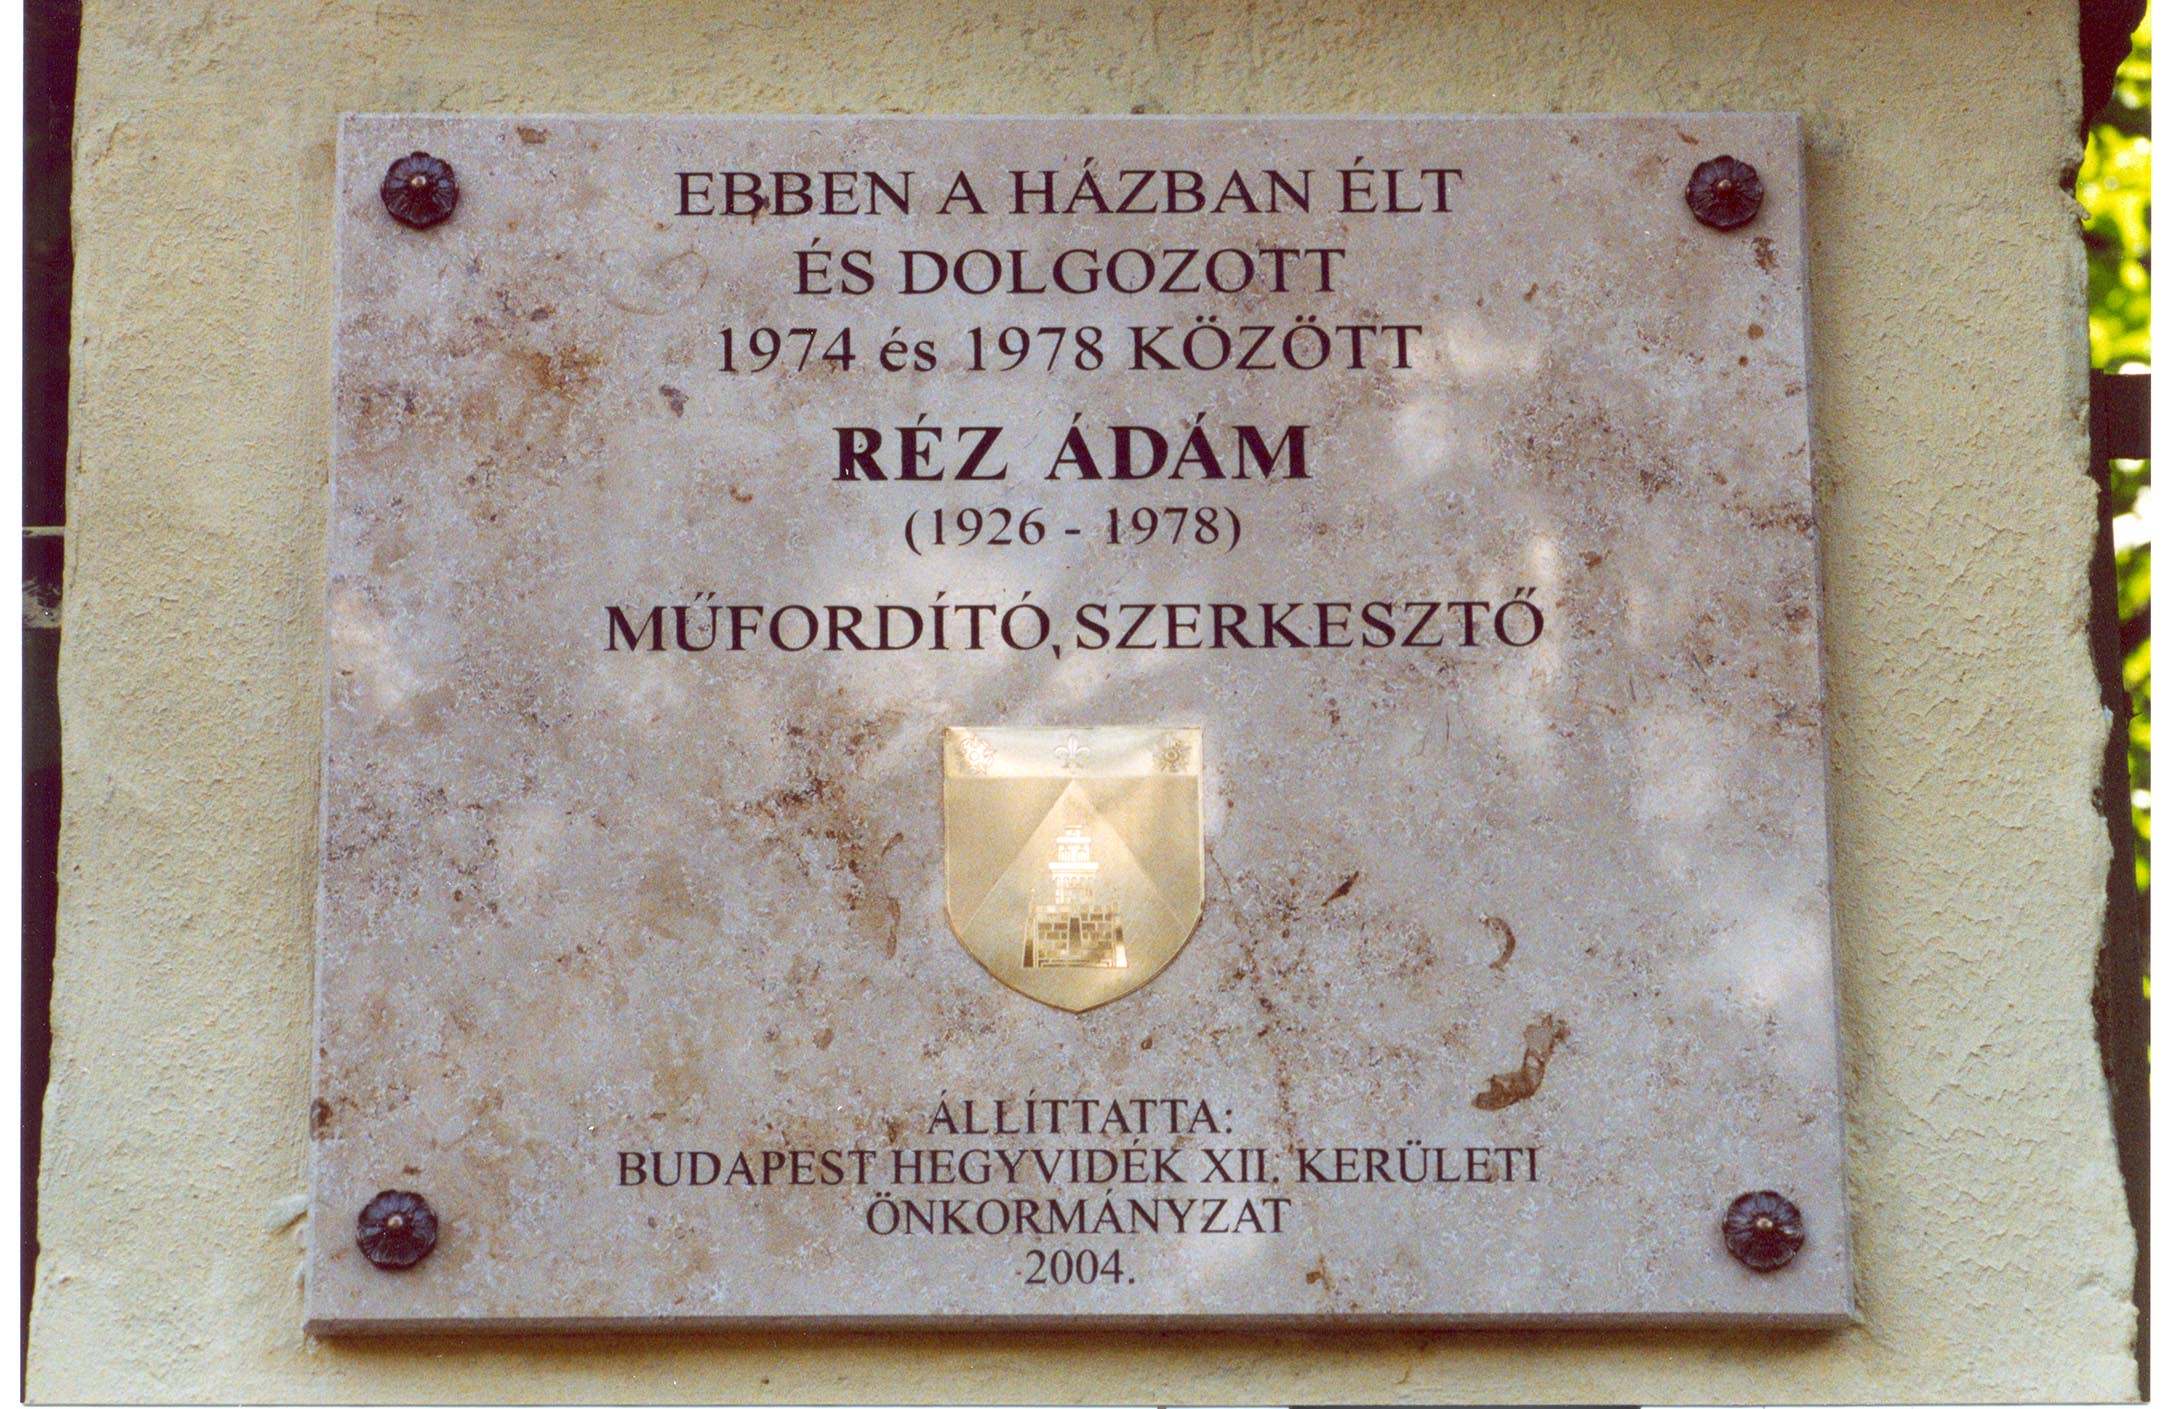 EBBEN A HÁZBAN ÉLT
ÉS DOLGOZOTT
1974 és 1978 KÖZÖTT
RÉZ ÁDÁM
(1926 - 1978)
MŰFORDÍTÓ, SZERKESZTŐ
ÁLLÍTTATTA:
BUDAPEST HEGYVIDÉK XII. KERÜLETI
ÖNKORMÁNYZAT
2004.